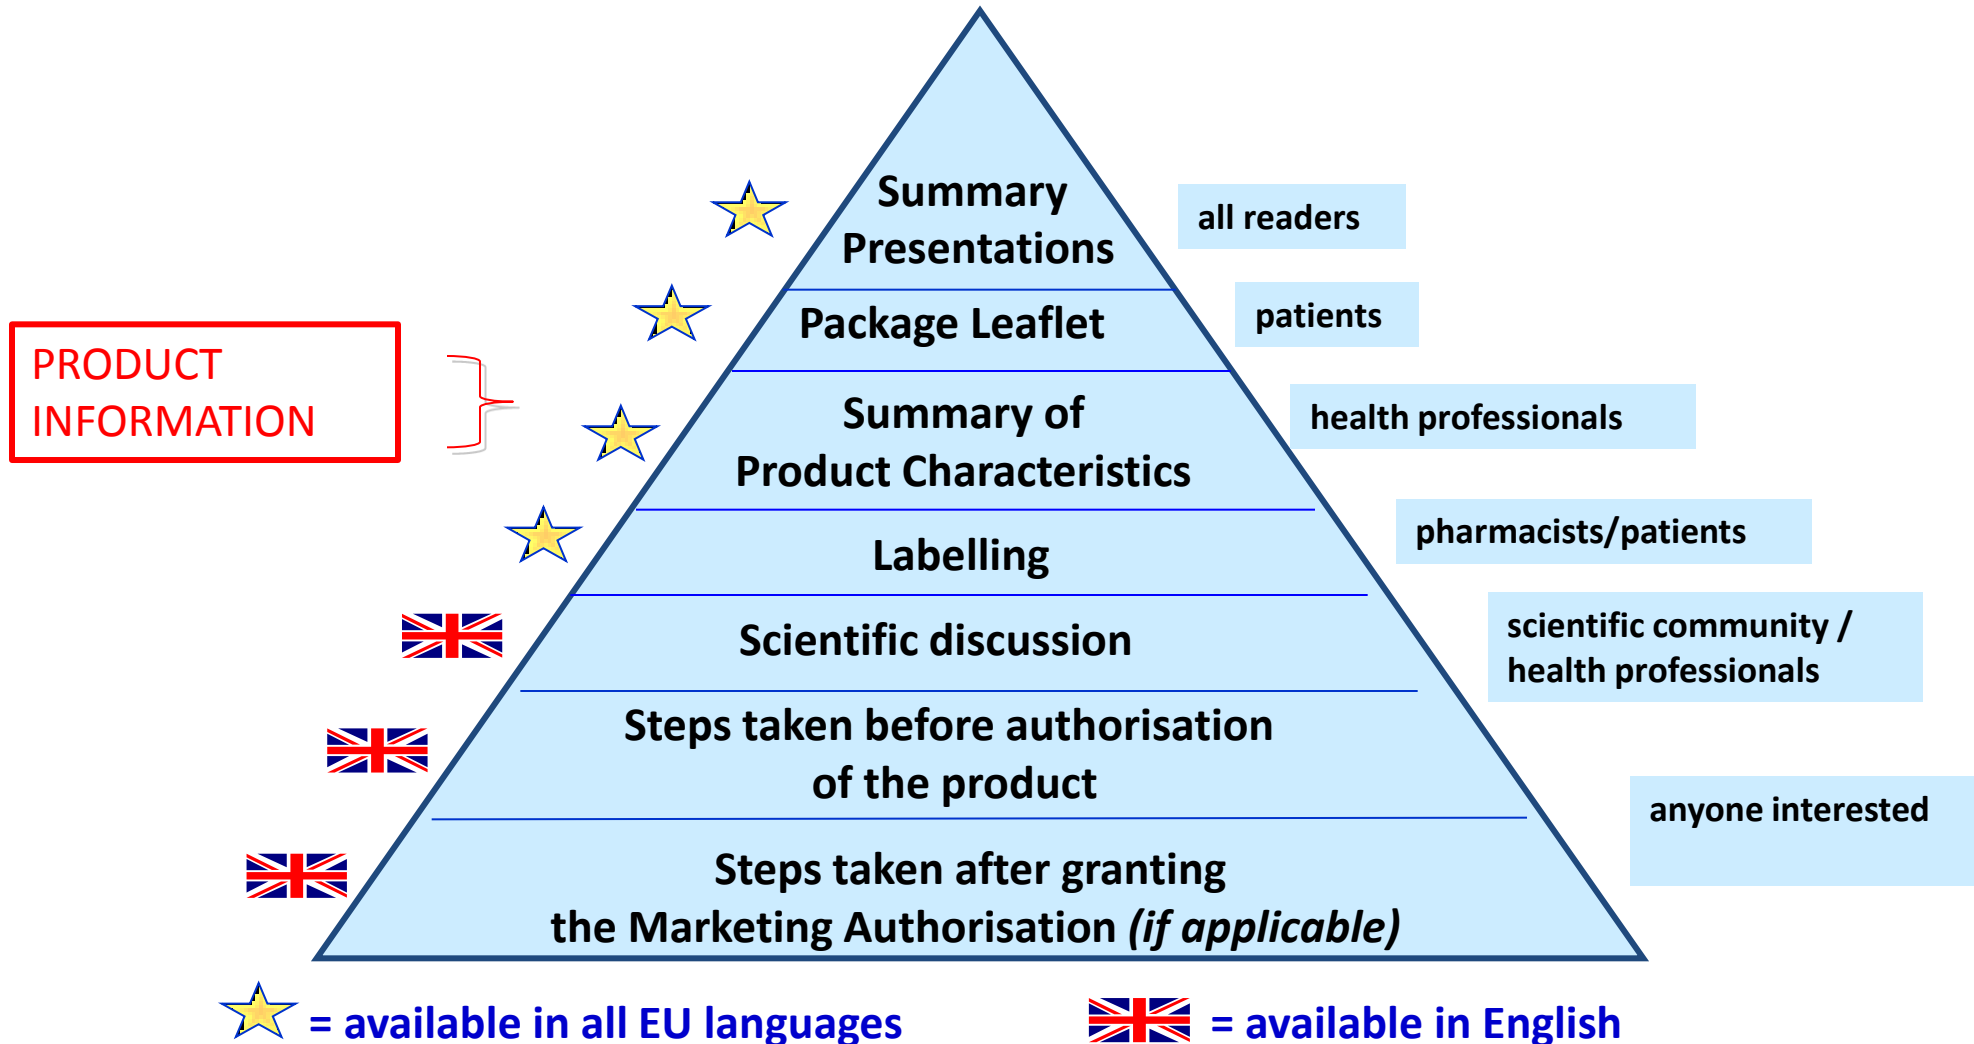 Summary
Presentations
all readers
Package Leaflet
patients
PRODUCT
INFORMATION
Summary of
Product Characteristics
health professionals
Labelling
pharmacists/patients
Scientific discussion
scientific community /
health professionals
Steps taken before authorisation
of the product
anyone interested
Steps taken after granting
the Marketing Authorisation (if applicable)
= available in all EU languages
= available in English